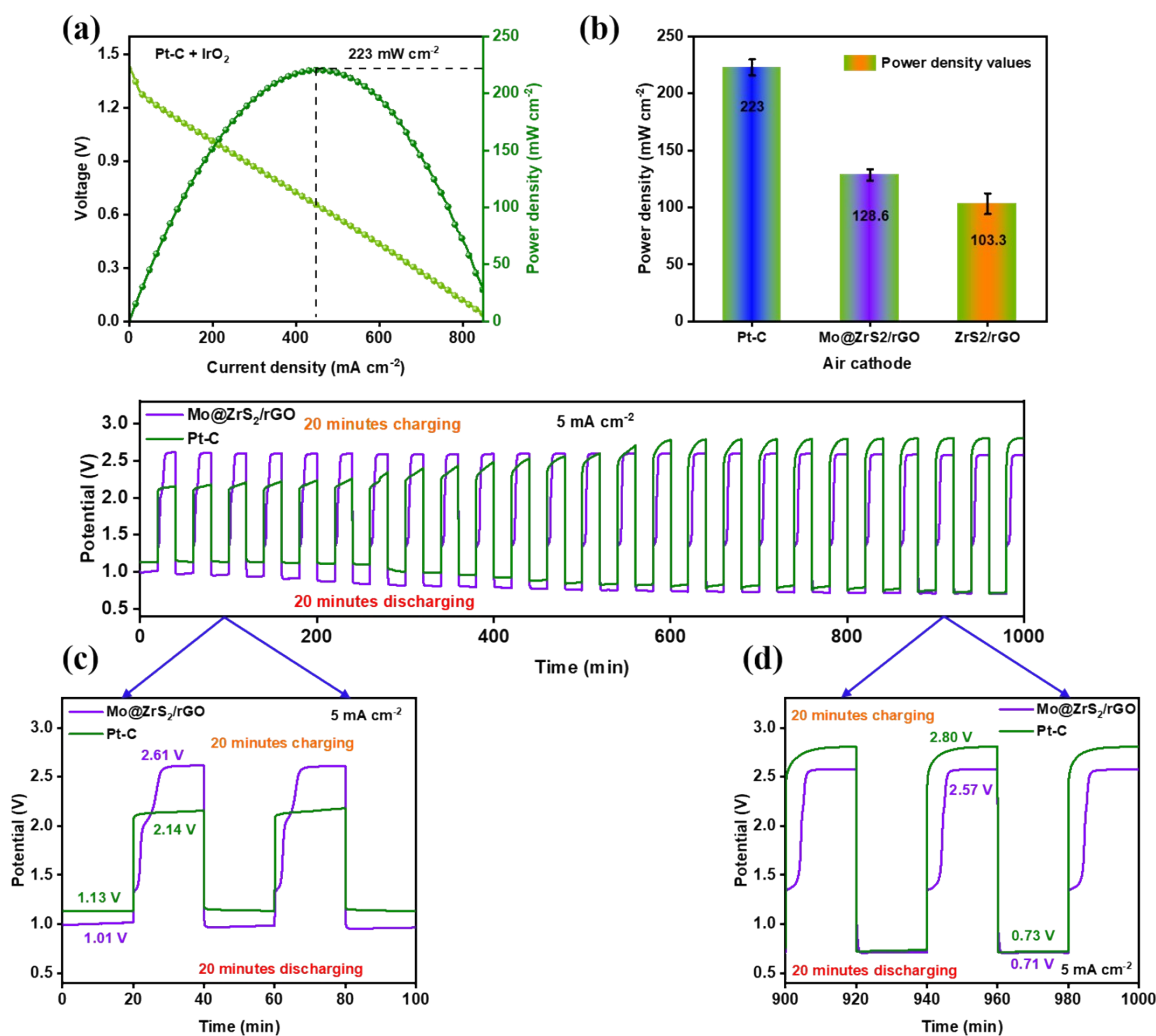 (a)
Pt-C + IrO₂
223 mW cm⁻²
1.5
1.2
0.9
0.6
0.3
0.0
Voltage (V)
250
200
150
100
50
0
Power density (mW cm⁻²)
0 200 400 600 800
Current density (mA cm⁻²)
(b)
Power density values
250
200
150
100
50
0
Power density (mW cm⁻²)
223
128.6
103.3
Pt-C Mo@ZrS2/rGO ZrS2/rGO
Air cathode
Mo@ZrS₂/rGO
Pt-C
20 minutes charging
5 mA cm⁻²
3.0
2.5
2.0
1.5
1.0
0.5
Potential (V)
20 minutes discharging
0 200 400 600 800 1000
Time (min)
(c)
Mo@ZrS₂/rGO
Pt-C
5 mA cm⁻²
20 minutes charging
2.61 V
2.14 V
1.13 V
1.01 V
20 minutes discharging
3.0
2.5
2.0
1.5
1.0
0.5
Potential (V)
0 20 40 60 80 100
Time (min)
(d)
Mo@ZrS₂/rGO
Pt-C
20 minutes charging
2.80 V
2.57 V
0.73 V
0.71 V
20 minutes discharging
5 mA cm⁻²
3.0
2.5
2.0
1.5
1.0
0.5
Potential (V)
900 920 940 960 980 1000
Time (min)